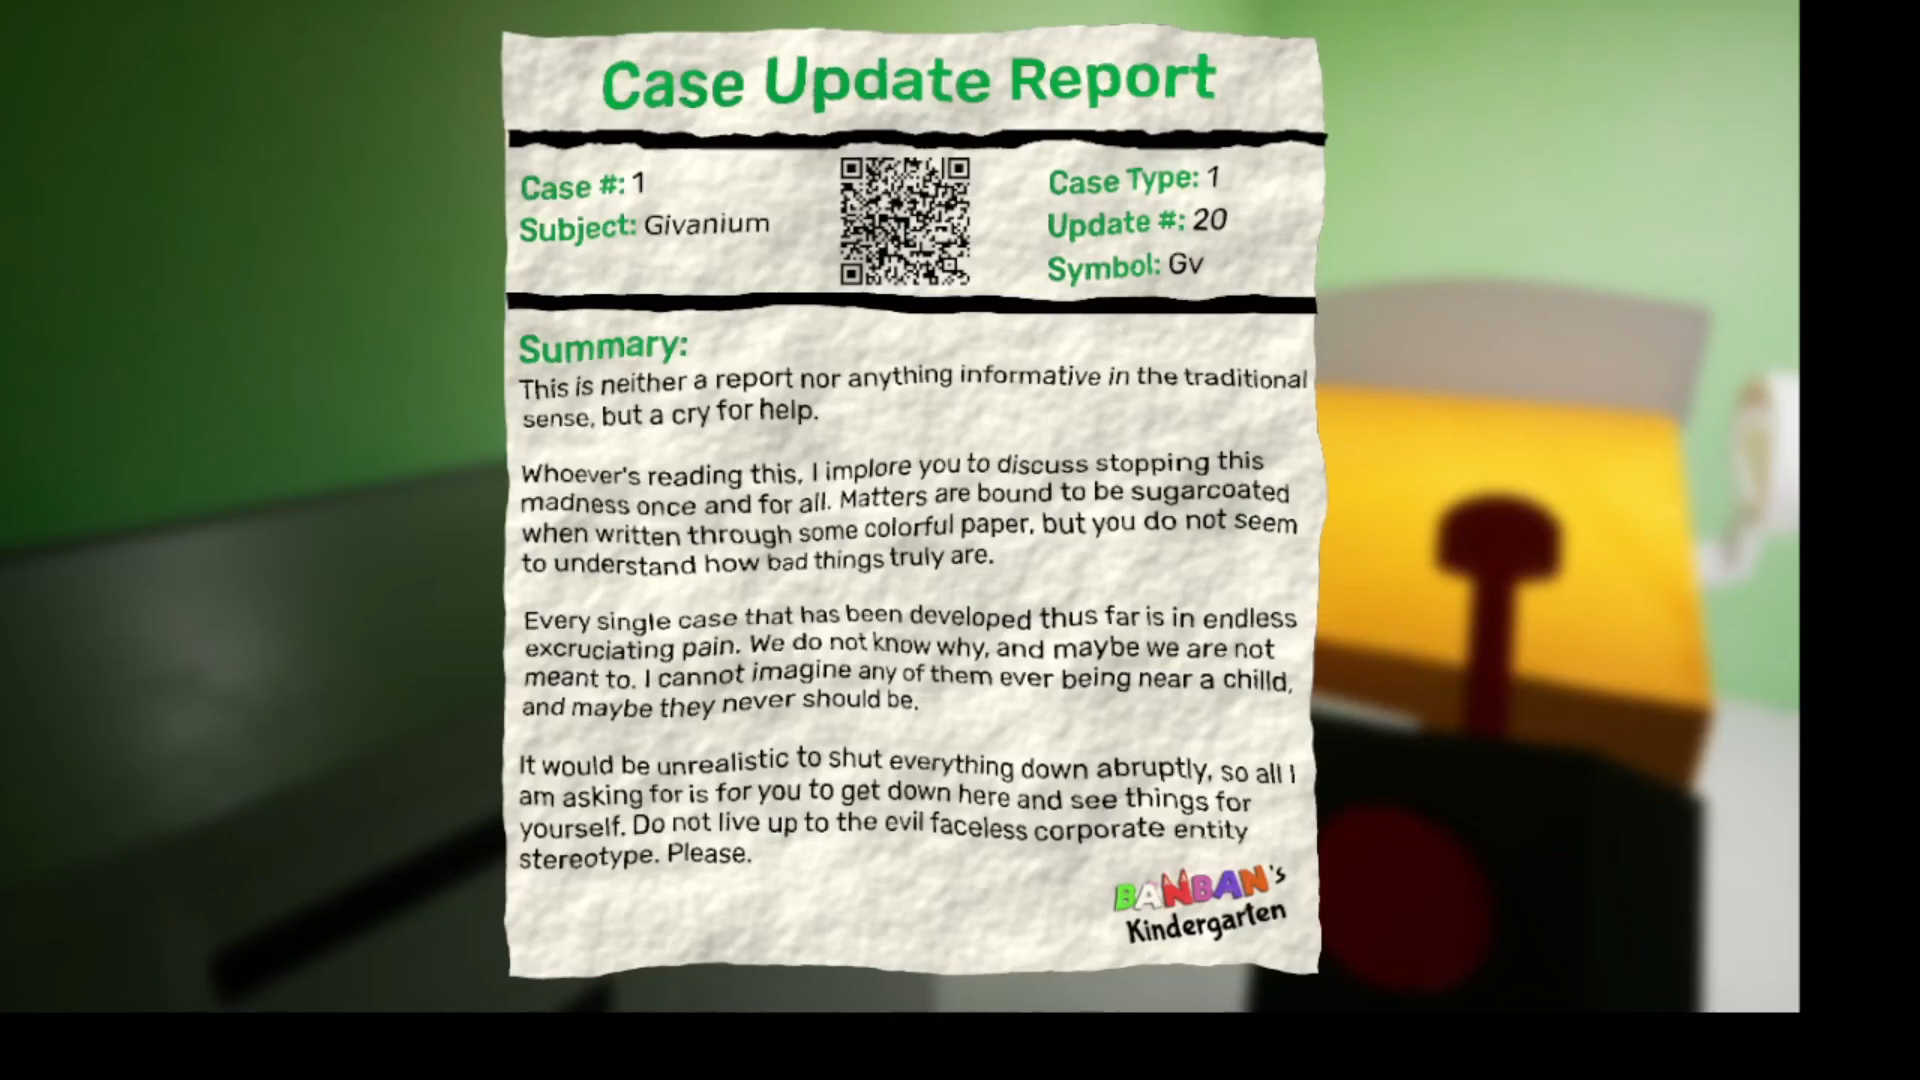 Case Update Report
Case #: 1
Subject: Givanium
Case Type: 1
Update #: 20
Symbol: Gv
Summary:
This is neither a report nor anything informative in the traditional
sense, but a cry for help.
Whoever's reading this, I implore you to discuss stopping this
madness once and for all. Matters are bound to be sugarcoated
when written through some colorful paper, but you do not seem
to understand how bad things truly are.
Every single case that has been developed thus far is in endless
excruciating pain. We do not know why, and maybe we are not
meant to. I cannot imagine any of them ever being near a chilld,
and maybe they never should be.
It would be unrealistic to shut everything down abruptly, so all I
am asking for is for you to get down here and see things for
yourself. Do not live up to the evil faceless corporate entity
stereotype. Please.
BANBAN's
Kindergarten